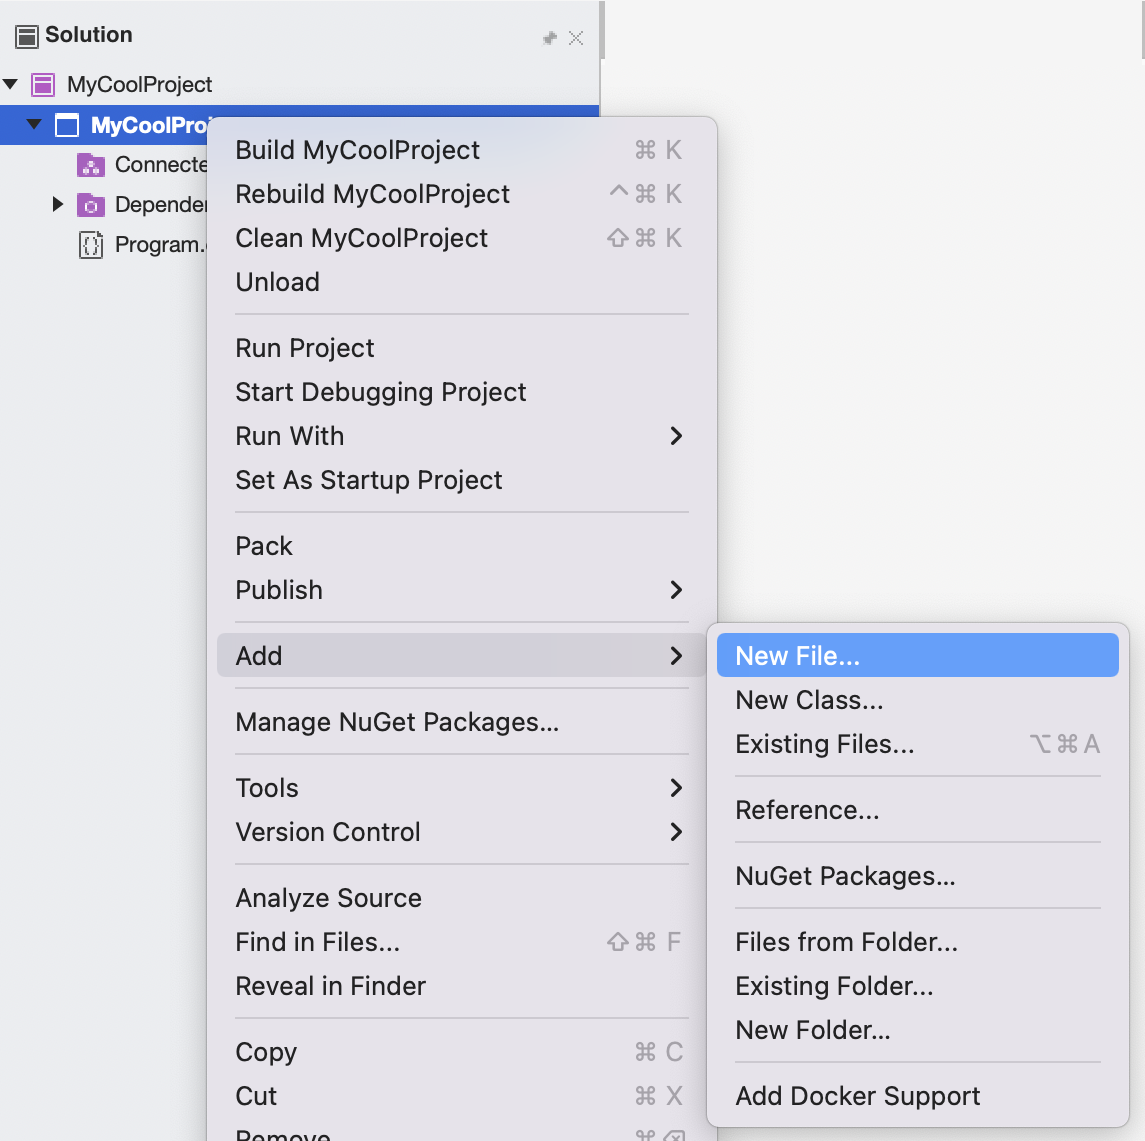 Solution
MyCoolProject
MyCoolProj
Connecte
Depender
Program.
Build MyCoolProject ⌘ K
Rebuild MyCoolProject ^ ⌘ K
Clean MyCoolProject ⇧ ⌘ K
Unload
Run Project
Start Debugging Project
Run With
Set As Startup Project
Pack
Publish
Add
Manage NuGet Packages...
Tools
Version Control
Analyze Source
Find in Files... ⇧ ⌘ F
Reveal in Finder
Copy ⌘ C
Cut ⌘ X
Remove ⌘ ⌫
New File...
New Class...
Existing Files... ⌥ ⌘ A
Reference...
NuGet Packages...
Files from Folder...
Existing Folder...
New Folder...
Add Docker Support